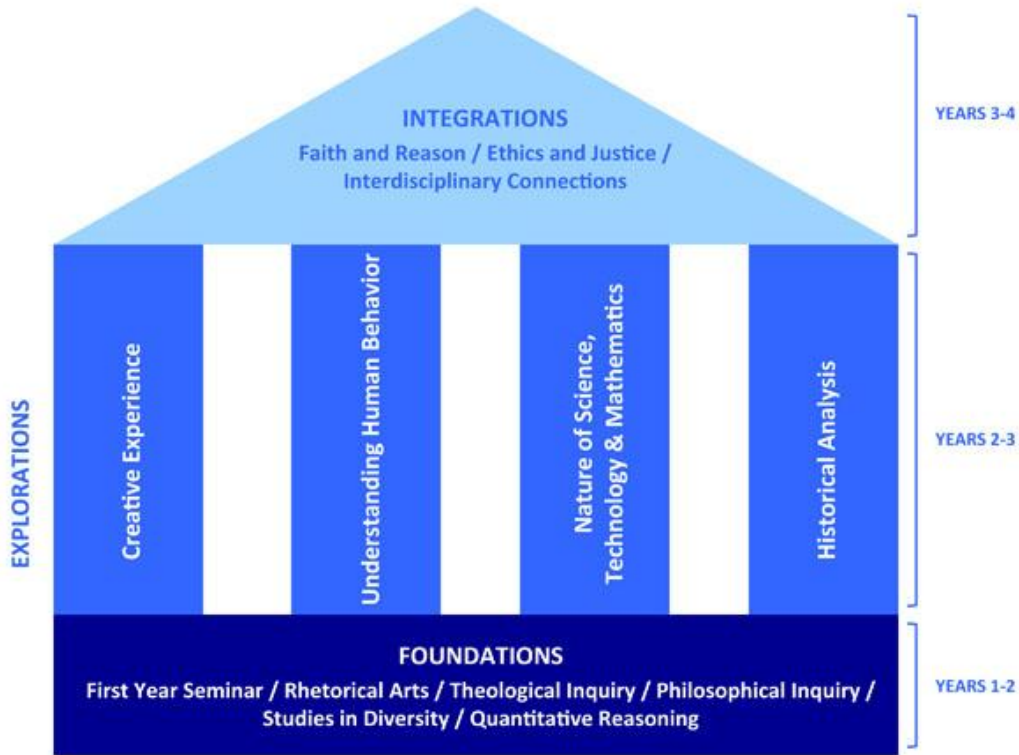 INTEGRATIONS
Faith and Reason / Ethics and Justice /
Interdisciplinary Connections
YEARS 3-4
EXPLORATIONS
Creative Experience
Understanding Human Behavior
Nature of Science,
Technology & Mathematics
Historical Analysis
YEARS 2-3
FOUNDATIONS
First Year Seminar / Rhetorical Arts / Theological Inquiry / Philosophical Inquiry /
Studies in Diversity / Quantitative Reasoning
YEARS 1-2